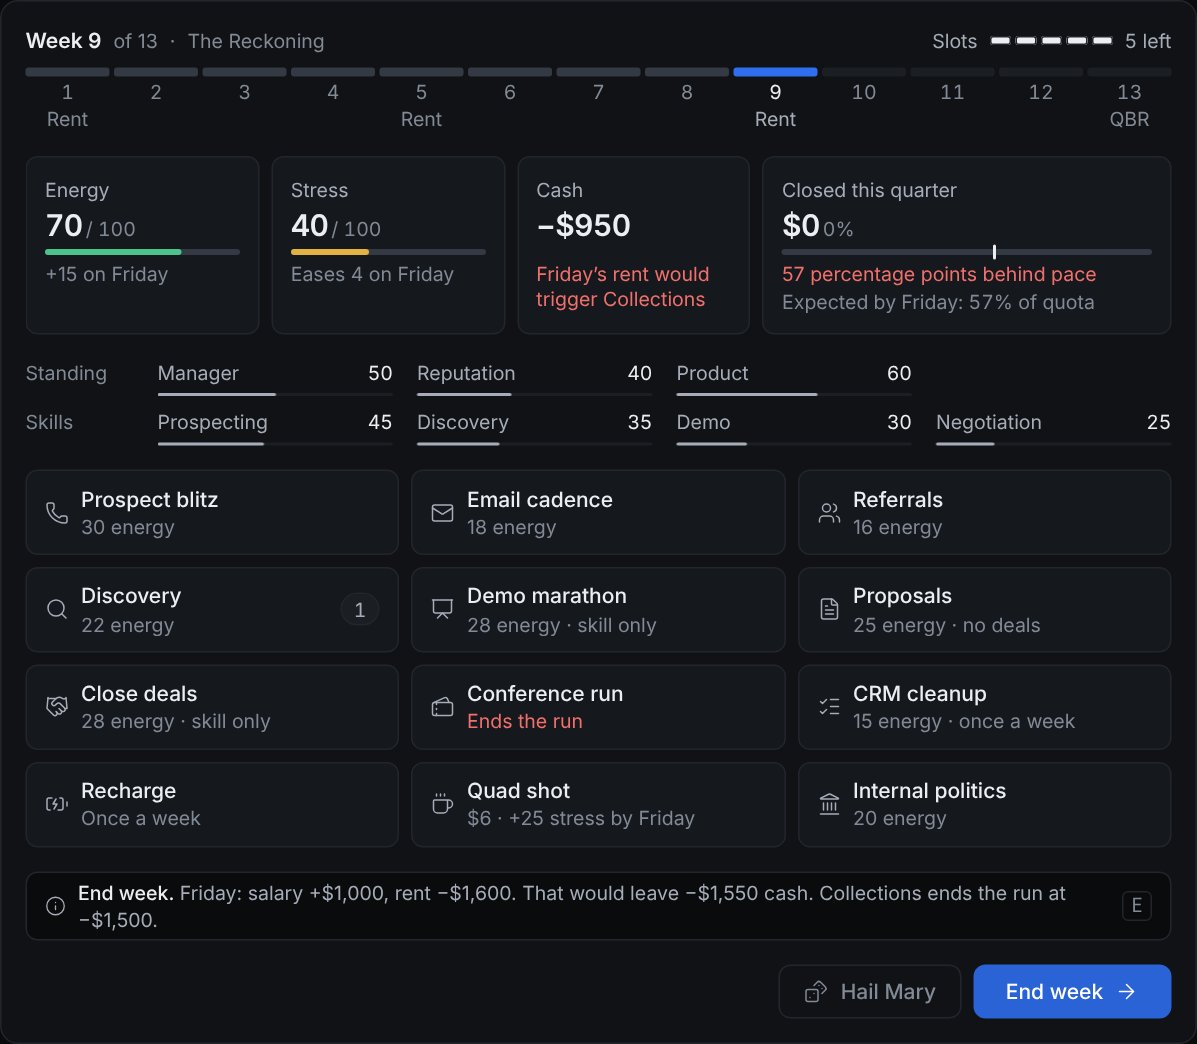 Week 9 of 13 · The Reckoning
Slots 5 left
1 2 3 4 5 6 7 8 9 10 11 12 13
Rent Rent Rent QBR
Energy
70 / 100
+15 on Friday
Stress
40 / 100
Eases 4 on Friday
Cash
−$950
Friday’s rent would
trigger Collections
Closed this quarter
$0 0%
57 percentage points behind pace
Expected by Friday: 57% of quota
Standing Manager 50 Reputation 40 Product 60
Skills Prospecting 45 Discovery 35 Demo 30 Negotiation 25
Prospect blitz
30 energy
Email cadence
18 energy
Referrals
16 energy
Discovery
22 energy
1
Demo marathon
28 energy · skill only
Proposals
25 energy · no deals
Close deals
28 energy · skill only
Conference run
Ends the run
CRM cleanup
15 energy · once a week
Recharge
Once a week
Quad shot
$6 · +25 stress by Friday
Internal politics
20 energy
End week. Friday: salary +$1,000, rent −$1,600. That would leave −$1,550 cash. Collections ends the run at
−$1,500.
E
Hail Mary
End week